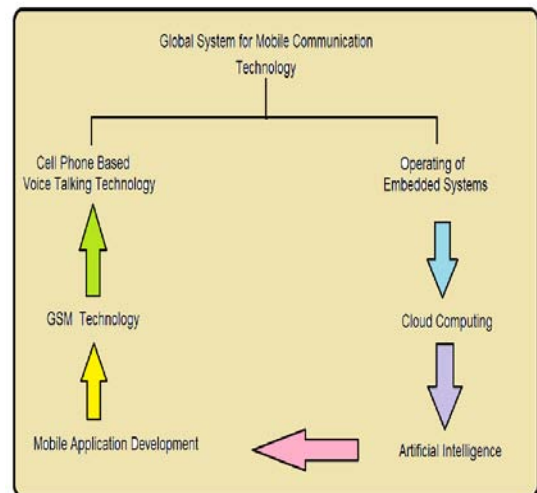 Global System for Mobile Communication
Technology
Cell Phone Based
Voice Talking Technology
Operating of
Embedded Systems
GSM Technology
Cloud Computing
Mobile Application Development
Artificial Intelligence